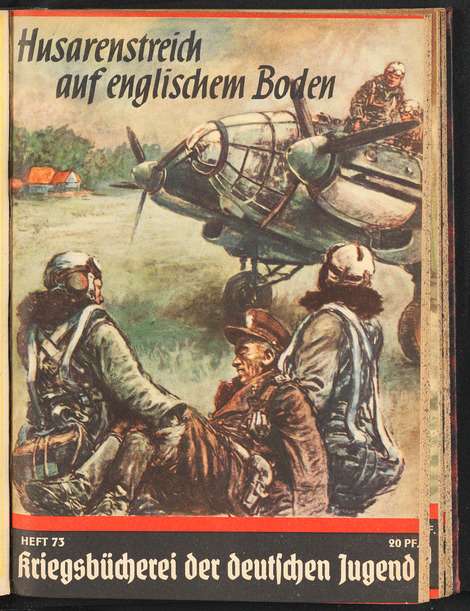 Husarenstreich
auf englischem Boden
HEFT 73
20 PF.
Kriegsbücherei der deutschen Jugend